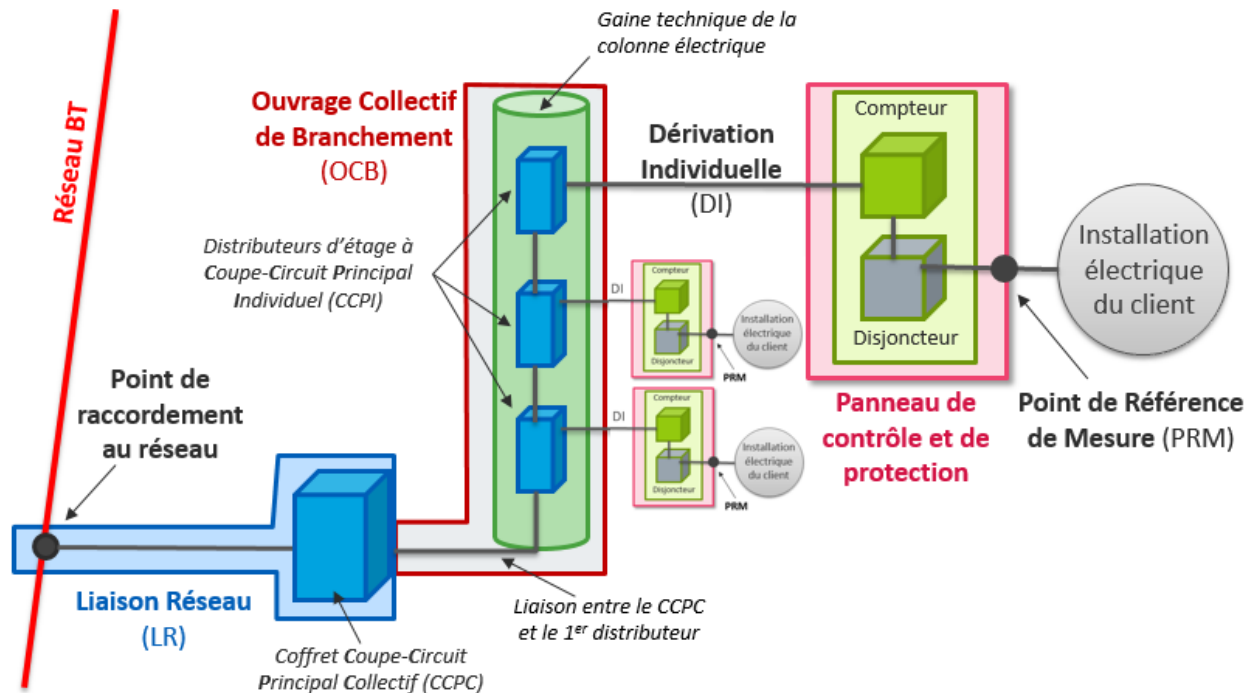 Gaine technique de la
colonne électrique
Réseau BT
Ouvrage Collectif
de Branchement
(OCB)
Dérivation
Individuelle
(DI)
Compteur
Disjoncteur
Installation
électrique
du client
Distributeurs d'étage à
Coupe-Circuit Principal
Individuel (CCPI)
DI
Compteur
Disjoncteur
PRM
Installation
électrique
du client
DI
Compteur
Disjoncteur
PRM
Installation
électrique
du client
Point de
raccordement
au réseau
Panneau de
contrôle et de
protection
Point de Référence
de Mesure (PRM)
Liaison Réseau
(LR)
Liaison entre le CCPC
et le 1er distributeur
Coffret Coupe-Circuit
Principal Collectif (CCPC)